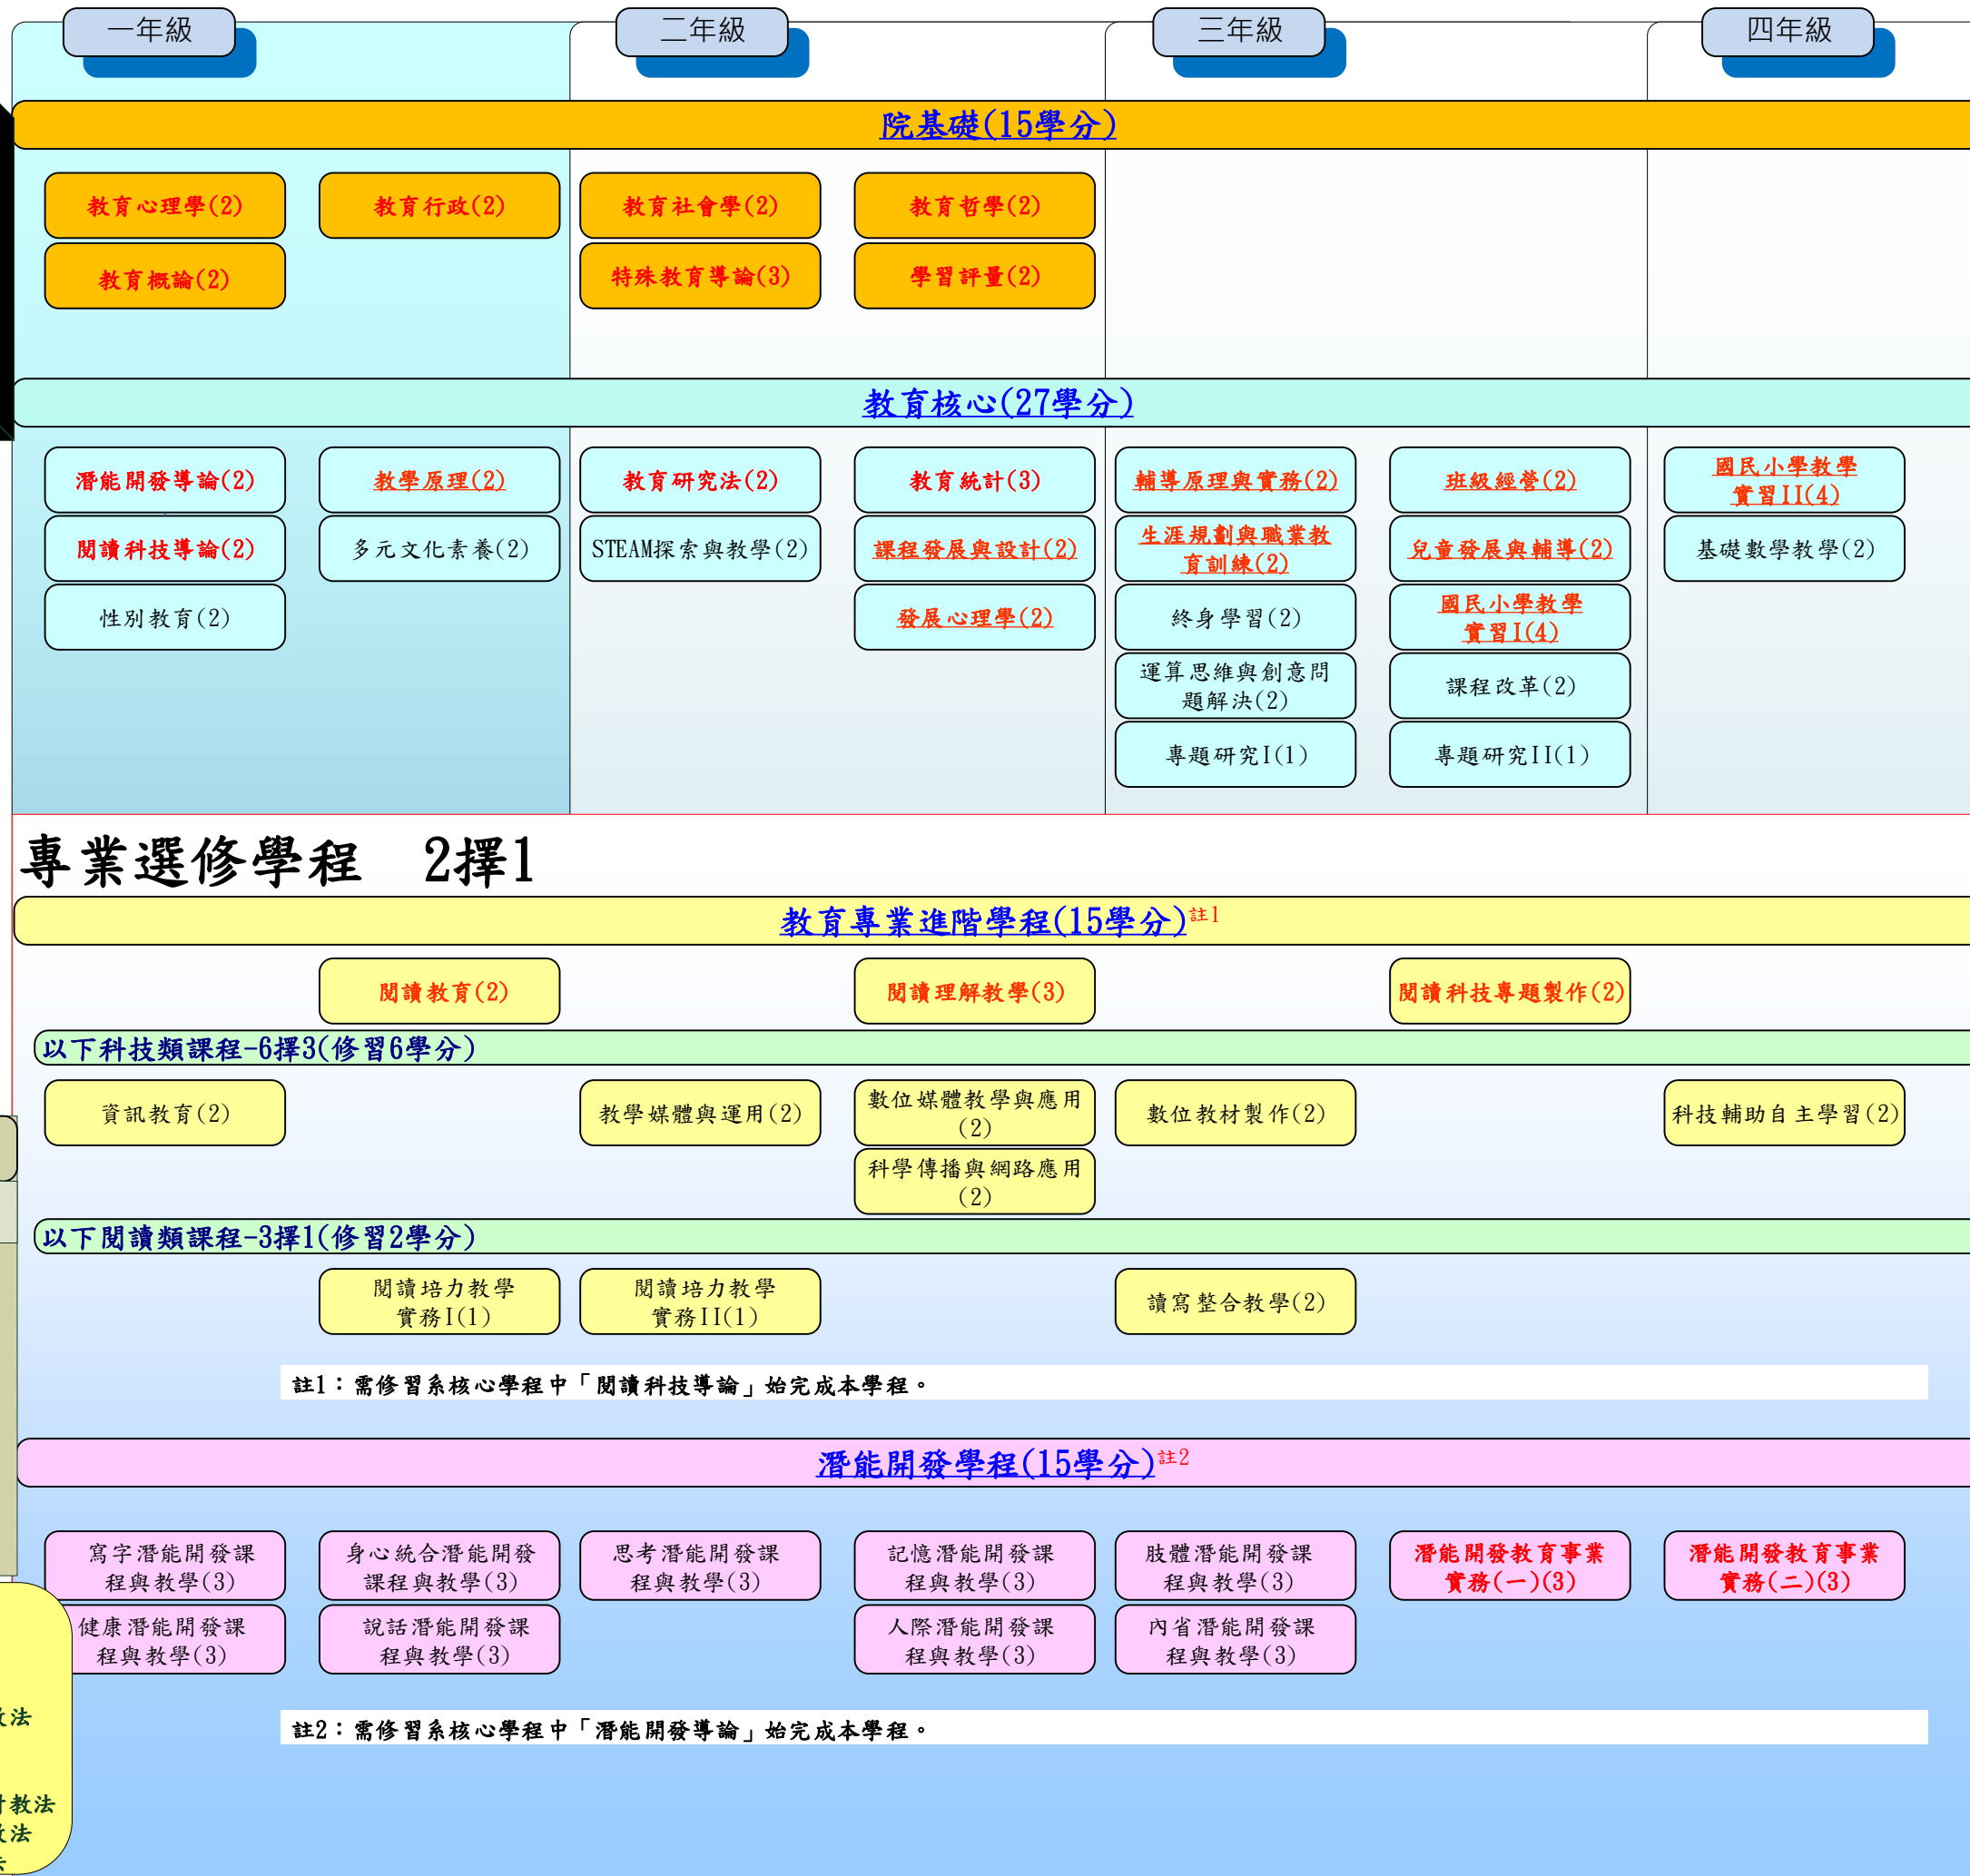 一年級
二年級
三年級
四年級
院基礎(15學分)
教育心理學(2)
教育行政(2)
教育社會學(2)
教育哲學(2)
教育概論(2)
特殊教育導論(3)
學習評量(2)
教育核心(27學分)
潛能開發導論(2)
教學原理(2)
教育研究法(2)
教育統計(3)
輔導原理與實務(2)
班級經營(2)
國民小學教學
實習II(4)
閱讀科技導論(2)
多元文化素養(2)
STEAM探索與教學(2)
課程發展與設計(2)
生涯規劃與職業教
育訓練(2)
兒童發展與輔導(2)
基礎數學教學(2)
性別教育(2)
發展心理學(2)
終身學習(2)
國民小學教學
實習I(4)
運算思維與創意問
題解決(2)
課程改革(2)
專題研究I(1)
專題研究II(1)
專業選修學程 2擇1
教育專業進階學程(15學分)註1
閱讀教育(2)
閱讀理解教學(3)
閱讀科技專題製作(2)
以下科技類課程-6擇3(修習6學分)
資訊教育(2)
教學媒體與運用(2)
數位媒體教學與應用
(2)
數位教材製作(2)
科技輔助自主學習(2)
科學傳播與網路應用
(2)
以下閱讀類課程-3擇1(修習2學分)
閱讀培力教學
實務I(1)
閱讀培力教學
實務II(1)
讀寫整合教學(2)
註1：需修習系核心學程中「閱讀科技導論」始完成本學程。
潛能開發學程(15學分)註2
寫字潛能開發課
程與教學(3)
身心統合潛能開發
課程與教學(3)
思考潛能開發課
程與教學(3)
記憶潛能開發課
程與教學(3)
肢體潛能開發課
程與教學(3)
潛能開發教育事業
實務(一)(3)
潛能開發教育事業
實務(二)(3)
健康潛能開發課
程與教學(3)
說話潛能開發課
程與教學(3)
人際潛能開發課
程與教學(3)
內省潛能開發課
程與教學(3)
法
註2：需修習系核心學程中「潛能開發導論」始完成本學程。
教法
法